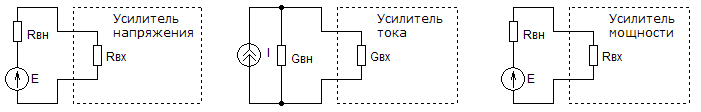 Усилитель
напряжения
Rвн
Rвх
E
Усилитель
тока
I
Gвн
Gвх
Усилитель
мощности
Rвн
Rвх
E